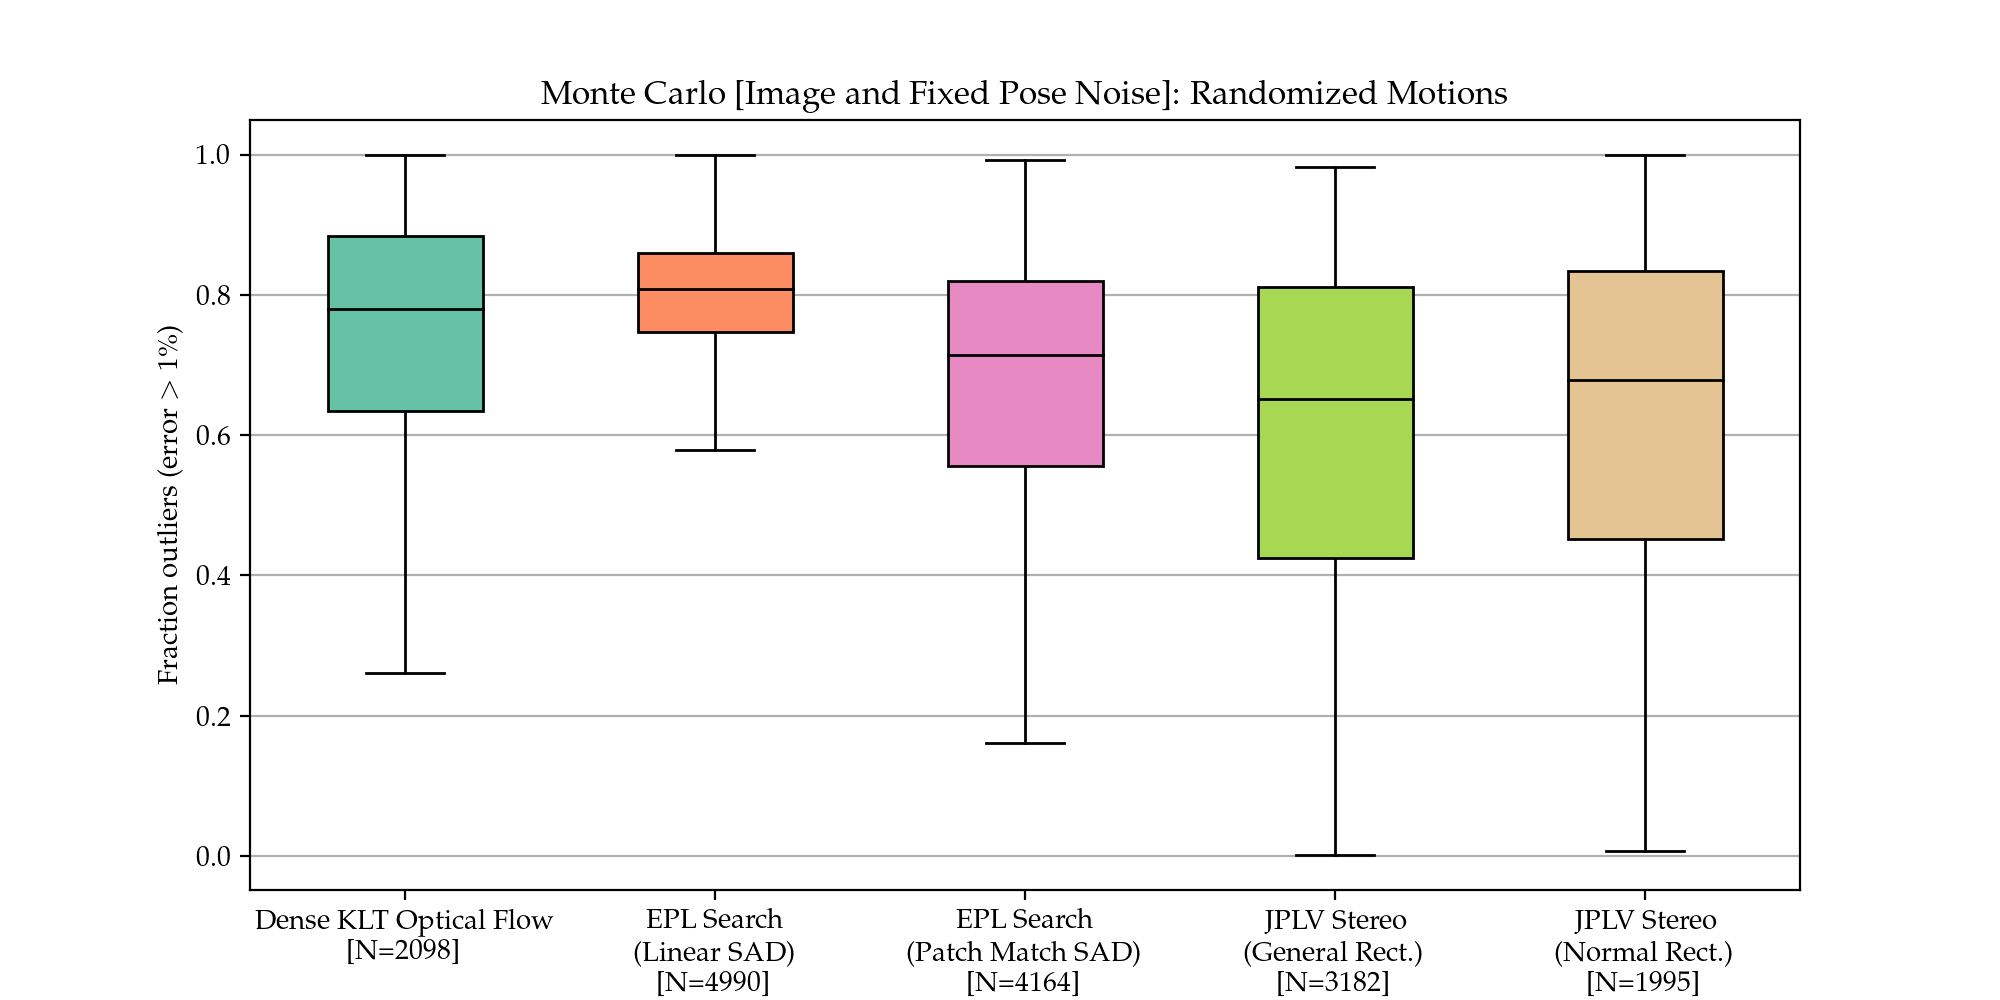 Monte Carlo [Image and Fixed Pose Noise]: Randomized Motions
Fraction outliers (error > 1%)
1.0
0.8
0.6
0.4
0.2
0.0
Dense KLT Optical Flow
[N=2098]
EPL Search
(Linear SAD)
[N=4990]
EPL Search
(Patch Match SAD)
[N=4164]
JPLV Stereo
(General Rect.)
[N=3182]
JPLV Stereo
(Normal Rect.)
[N=1995]